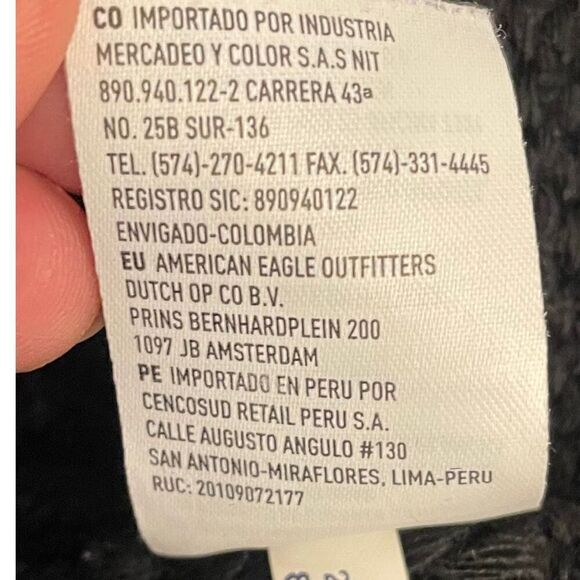 CO IMPORTADO POR INDUSTRIA
MERCADEO Y COLOR S.A.S NIT
890.940.122-2 CARRERA 43ª
NO. 25B SUR-136
TEL. (574)-270-4211 FAX. (574)-331-4445
REGISTRO SIC: 890940122
ENVIGADO-COLOMBIA
EU AMERICAN EAGLE OUTFITTERS
DUTCH OP CO B.V.
PRINS BERNHARDPLEIN 200
1097 JB AMSTERDAM
PE IMPORTADO EN PERU POR
CENCOSUD RETAIL PERU S.A.
CALLE AUGUSTO ANGULO #130
SAN ANTONIO-MIRAFLORES, LIMA-PERU
RUC: 20109072177